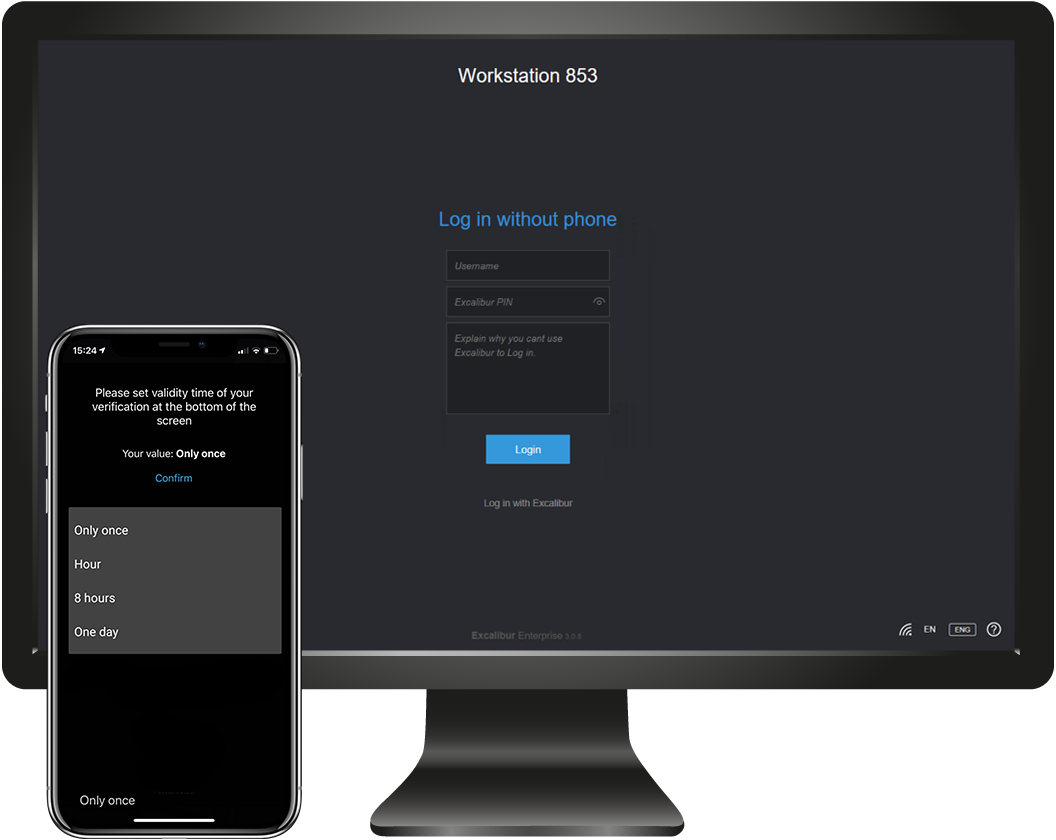 Workstation 853
Log in without phone
Username
Excalibur PIN
Explain why you cant use
Excalibur to Log in.
Login
Log in with Excalibur
Excalibur Enterprise 3.0.6
EN
ENG
?
15:24
Please set validity time of your
verification at the bottom of the
screen
Your value: Only once
Confirm
Only once
Hour
8 hours
One day
Only once